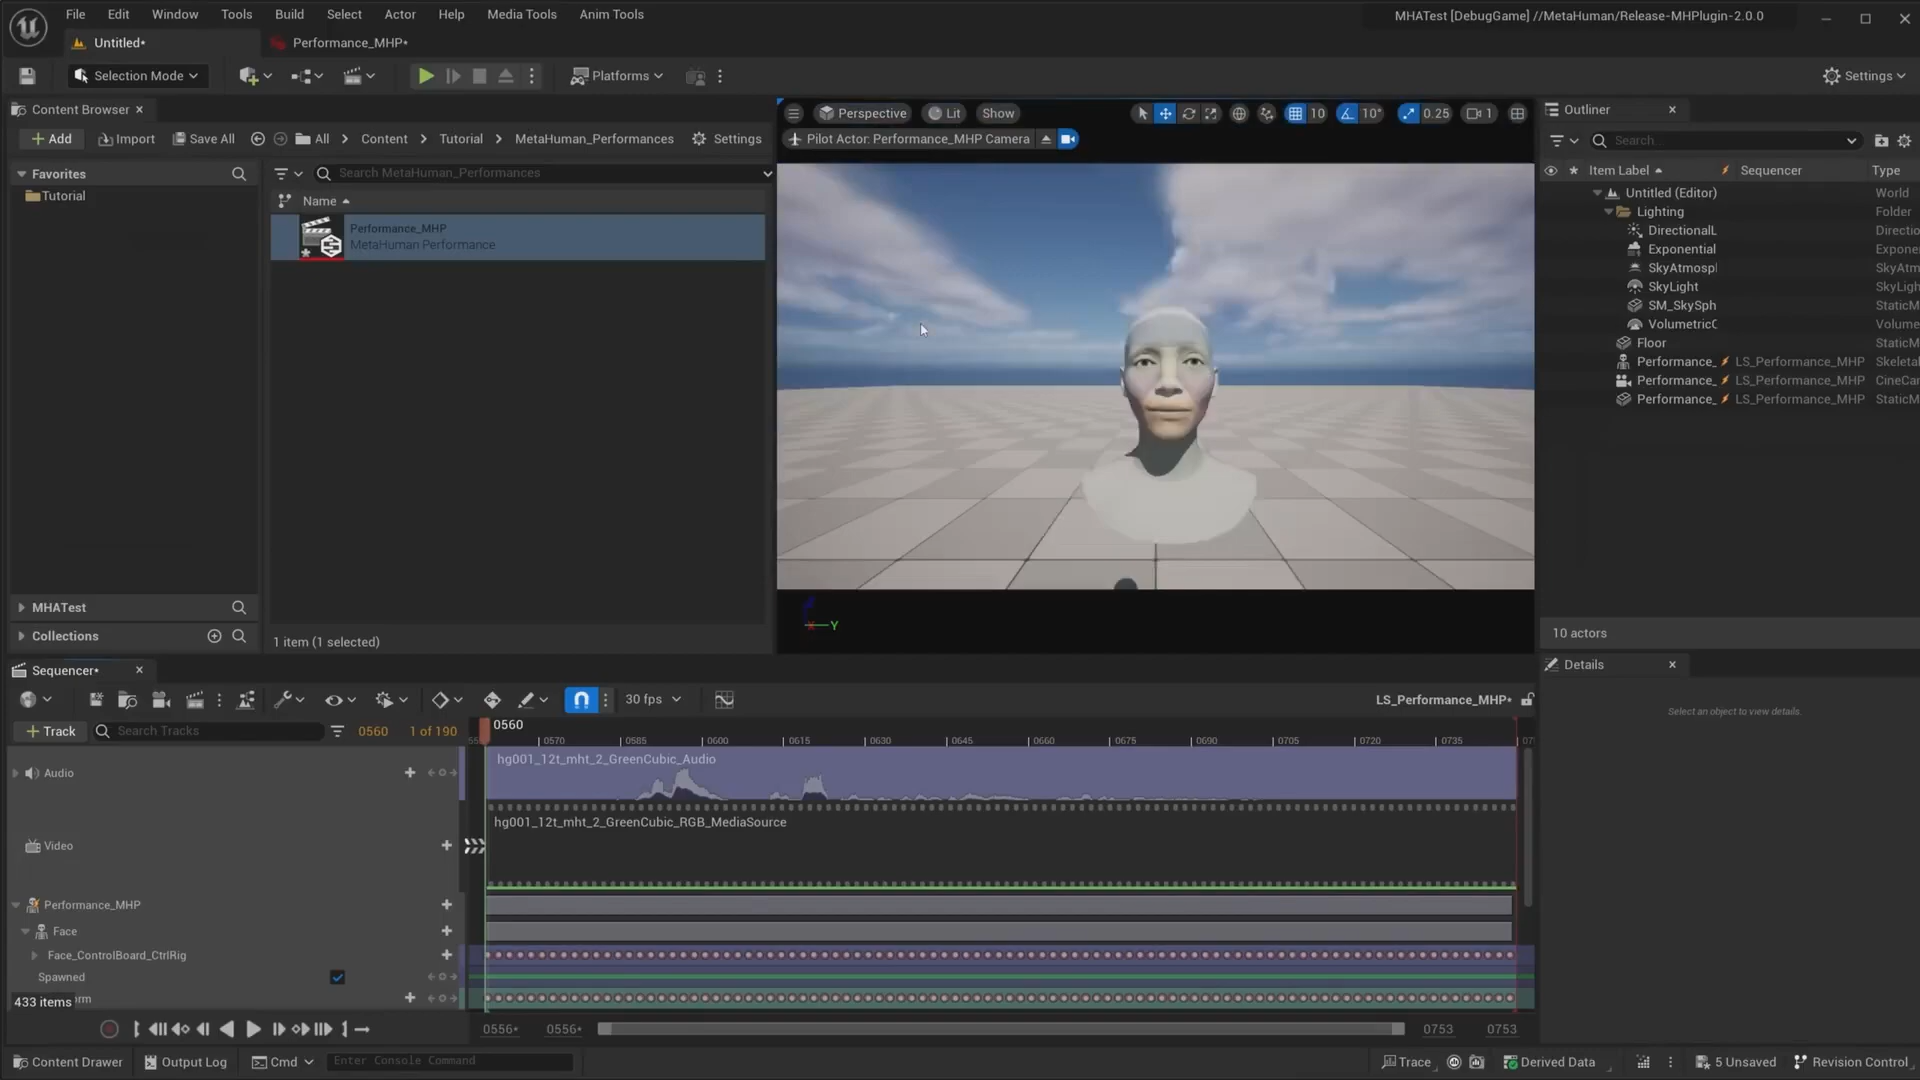 File Edit Window Tools Build Select Actor Help Media Tools Anim Tools
MHATest [DebugGame] //MetaHuman/Release-MHPlugin-2.0.0
Untitled•
Performance_MHP•
Selection Mode
Platforms
Settings
Content Browser
Add
Import
Save All
All > Content > Tutorial > MetaHuman_Performances
Settings
Favorites
Tutorial
Search MetaHuman_Performances
Name
Performance_MHP
MetaHuman Performance
MHATest
Collections
1 item (1 selected)
Perspective
Lit
Show
10
10°
0.25
1
Pilot Actor: Performance_MHP Camera
Y
Outliner
Search...
Item Label Sequencer Type
Untitled (Editor) World
Lighting Folder
DirectionalL Directio
Exponential Expone
SkyAtmosp SkyAtm
SkyLight SkyLigh
SM_SkySph StaticM
VolumetricC Volume
Floor StaticM
Performance_ LS_Performance_MHP Skeleta
Performance_ LS_Performance_MHP CineCa
Performance_ LS_Performance_MHP StaticM
10 actors
Details
Select an object to view details.
Sequencer•
30 fps
LS_Performance_MHP•
Track
Search Tracks
0560
1 of 190
0560
0570 0585 0600 0615 0630 0645 0660 0675 0690 0705 0720 0735
Audio
hg001_12t_mht_2_GreenCubic_Audio
Video
hg001_12t_mht_2_GreenCubic_RGB_MediaSource
Performance_MHP
Face
Face_ControlBoard_CtrlRig
Spawned
433 items
rm
0556•
0556•
0753
0753
Content Drawer
Output Log
Cmd
Enter Console Command
Trace
Derived Data
5 Unsaved
Revision Control